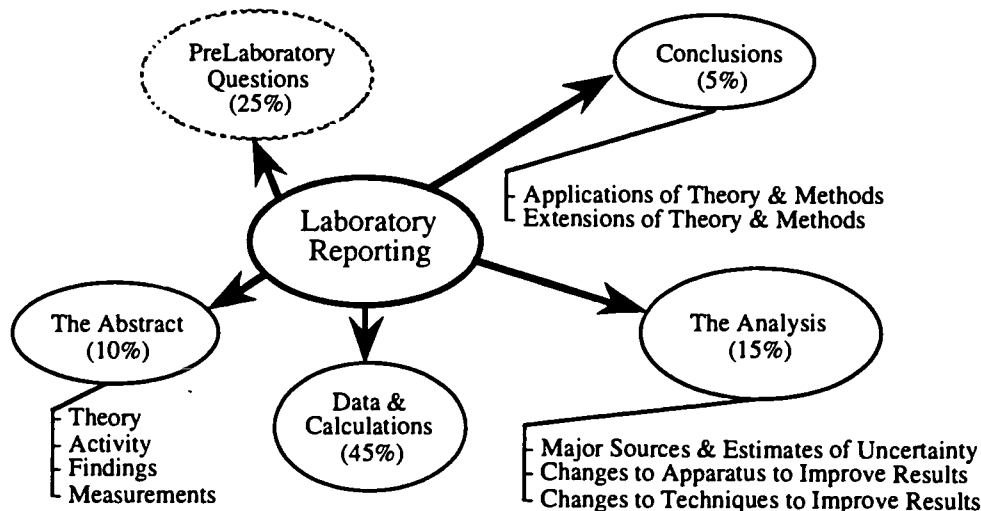 PreLaboratory
Questions
(25%)
Conclusions
(5%)
Applications of Theory & Methods
Extensions of Theory & Methods
Laboratory
Reporting
The Abstract
(10%)
Theory
Activity
Findings
Measurements
Data &
Calculations
(45%)
The Analysis
(15%)
Major Sources & Estimates of Uncertainty
Changes to Apparatus to Improve Results
Changes to Techniques to Improve Results